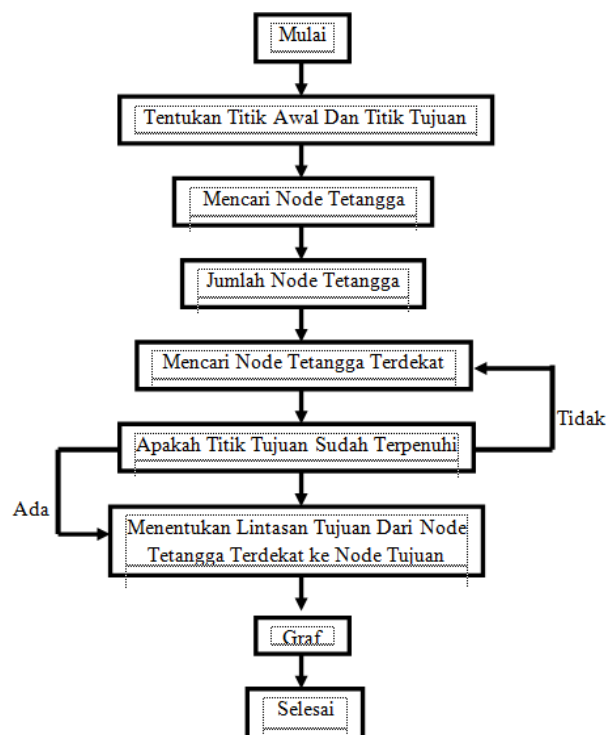 Mulai
Tentukan Titik Awal Dan Titik Tujuan
Mencari Node Tetangga
Jumlah Node Tetangga
Mencari Node Tetangga Terdekat
Tidak
Apakah Titik Tujuan Sudah Terpenuhi
Ada
Menentukan Lintasan Tujuan Dari Node
Tetangga Terdekat ke Node Tujuan
Graf
Selesai